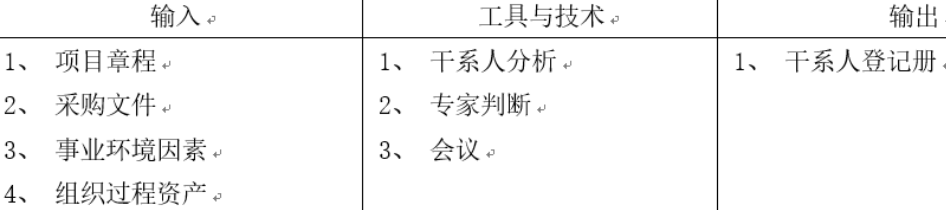 输入 工具与技术 输出
1、 项目章程 1、 干系人分析 1、 干系人登记册
2、 采购文件 2、 专家判断
3、 事业环境因素 3、 会议
4、 组织过程资产